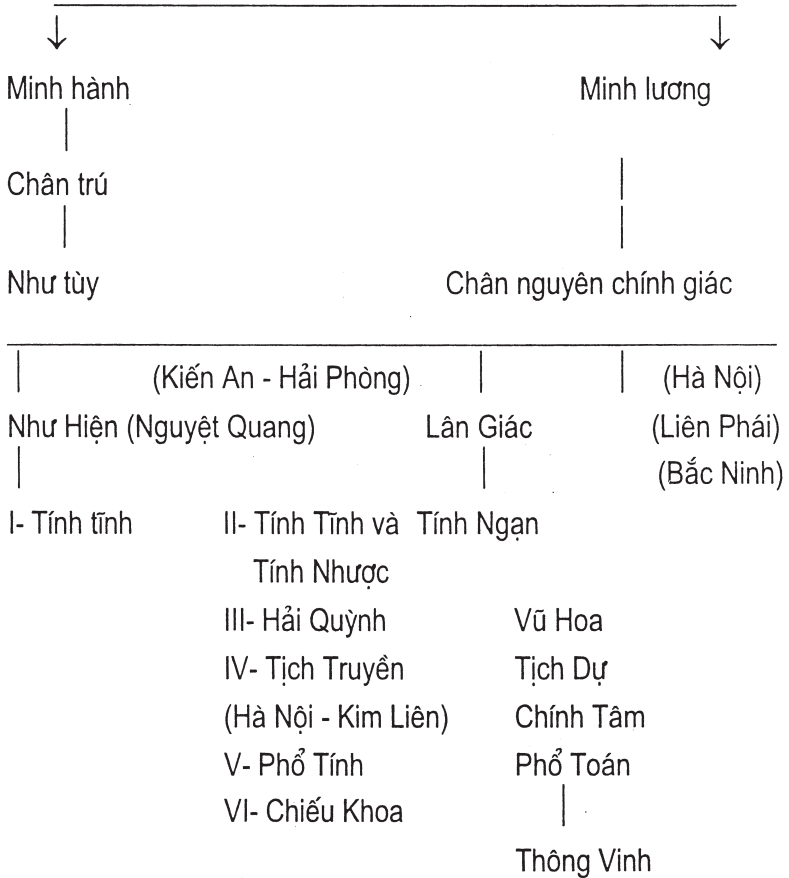 Minh hành Minh lương
Chân trú
Như tùy Chân nguyên chính giác
(Kiến An - Hải Phòng) (Hà Nội)
Như Hiện (Nguyệt Quang) Lân Giác (Liên Phái)
(Bắc Ninh)
I- Tính tĩnh II- Tính Tĩnh và Tính Ngạn
Tính Nhược
III- Hải Quỳnh Vũ Hoa
IV- Tịch Truyền Tịch Dự
(Hà Nội - Kim Liên) Chính Tâm
V- Phổ Tính Phổ Toán
VI- Chiếu Khoa
Thông Vinh